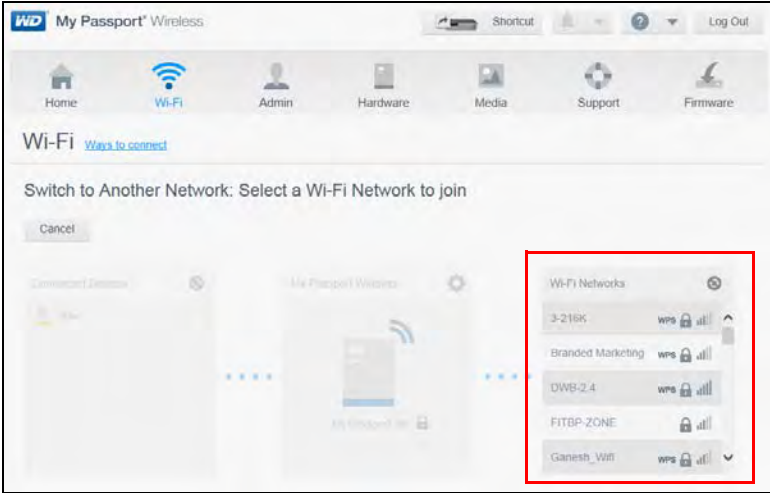 WD My Passport® Wireless
Shortcut
?
Log Out
Home
Wi-Fi
Admin
Hardware
Media
Support
Firmware
Wi-Fi Ways to connect
Switch to Another Network: Select a Wi-Fi Network to join
Cancel
Connected Devices
My Passport Wireless
Wi-Fi Networks
3-216K WPS
Branded Marketing WPS
DWB-2.4 WPS
FITBP-ZONE
Ganesh_Wifi WPS